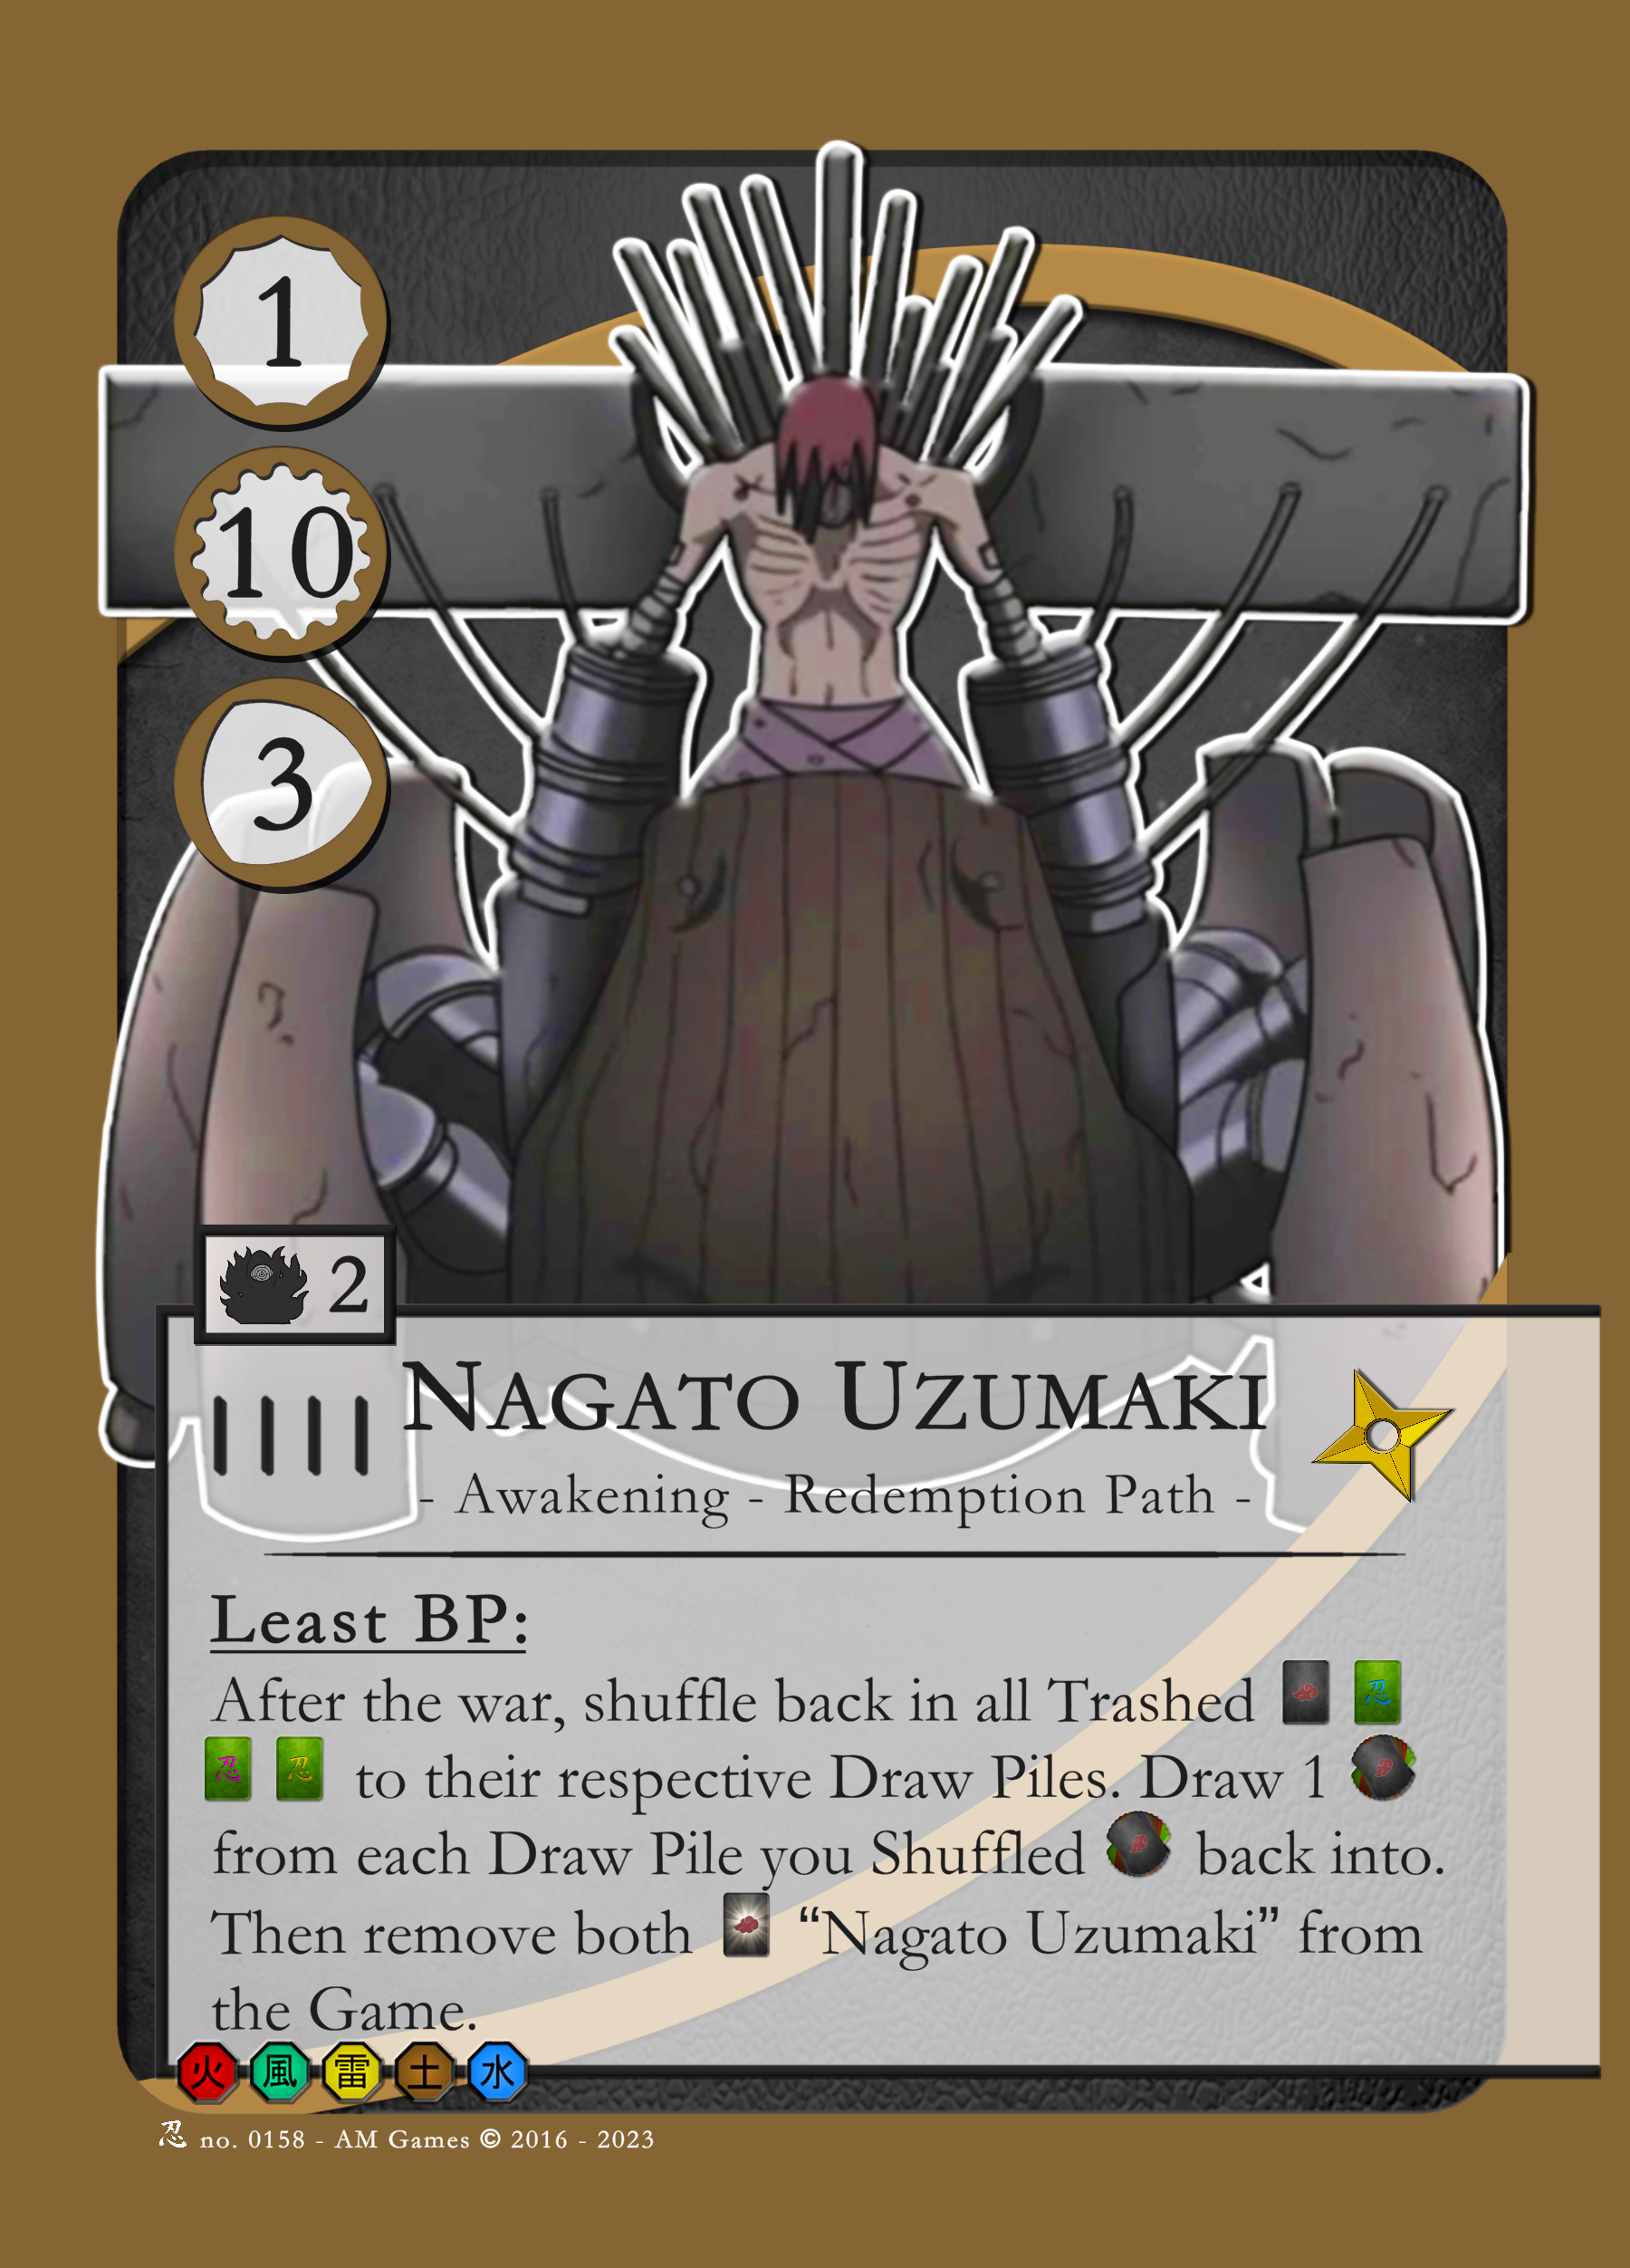 1
10
3
2
NAGATO UZUMAKI
- Awakening - Redemption Path -
Least BP:
After the war, shuffle back in all Trashed 忍
忍 忍 to their respective Draw Piles. Draw 1
from each Draw Pile you Shuffled back into.
Then remove both “Nagato Uzumaki” from
the Game.
火 風 雷 土 水
忍 no. 0158 - AM Games © 2016 - 2023